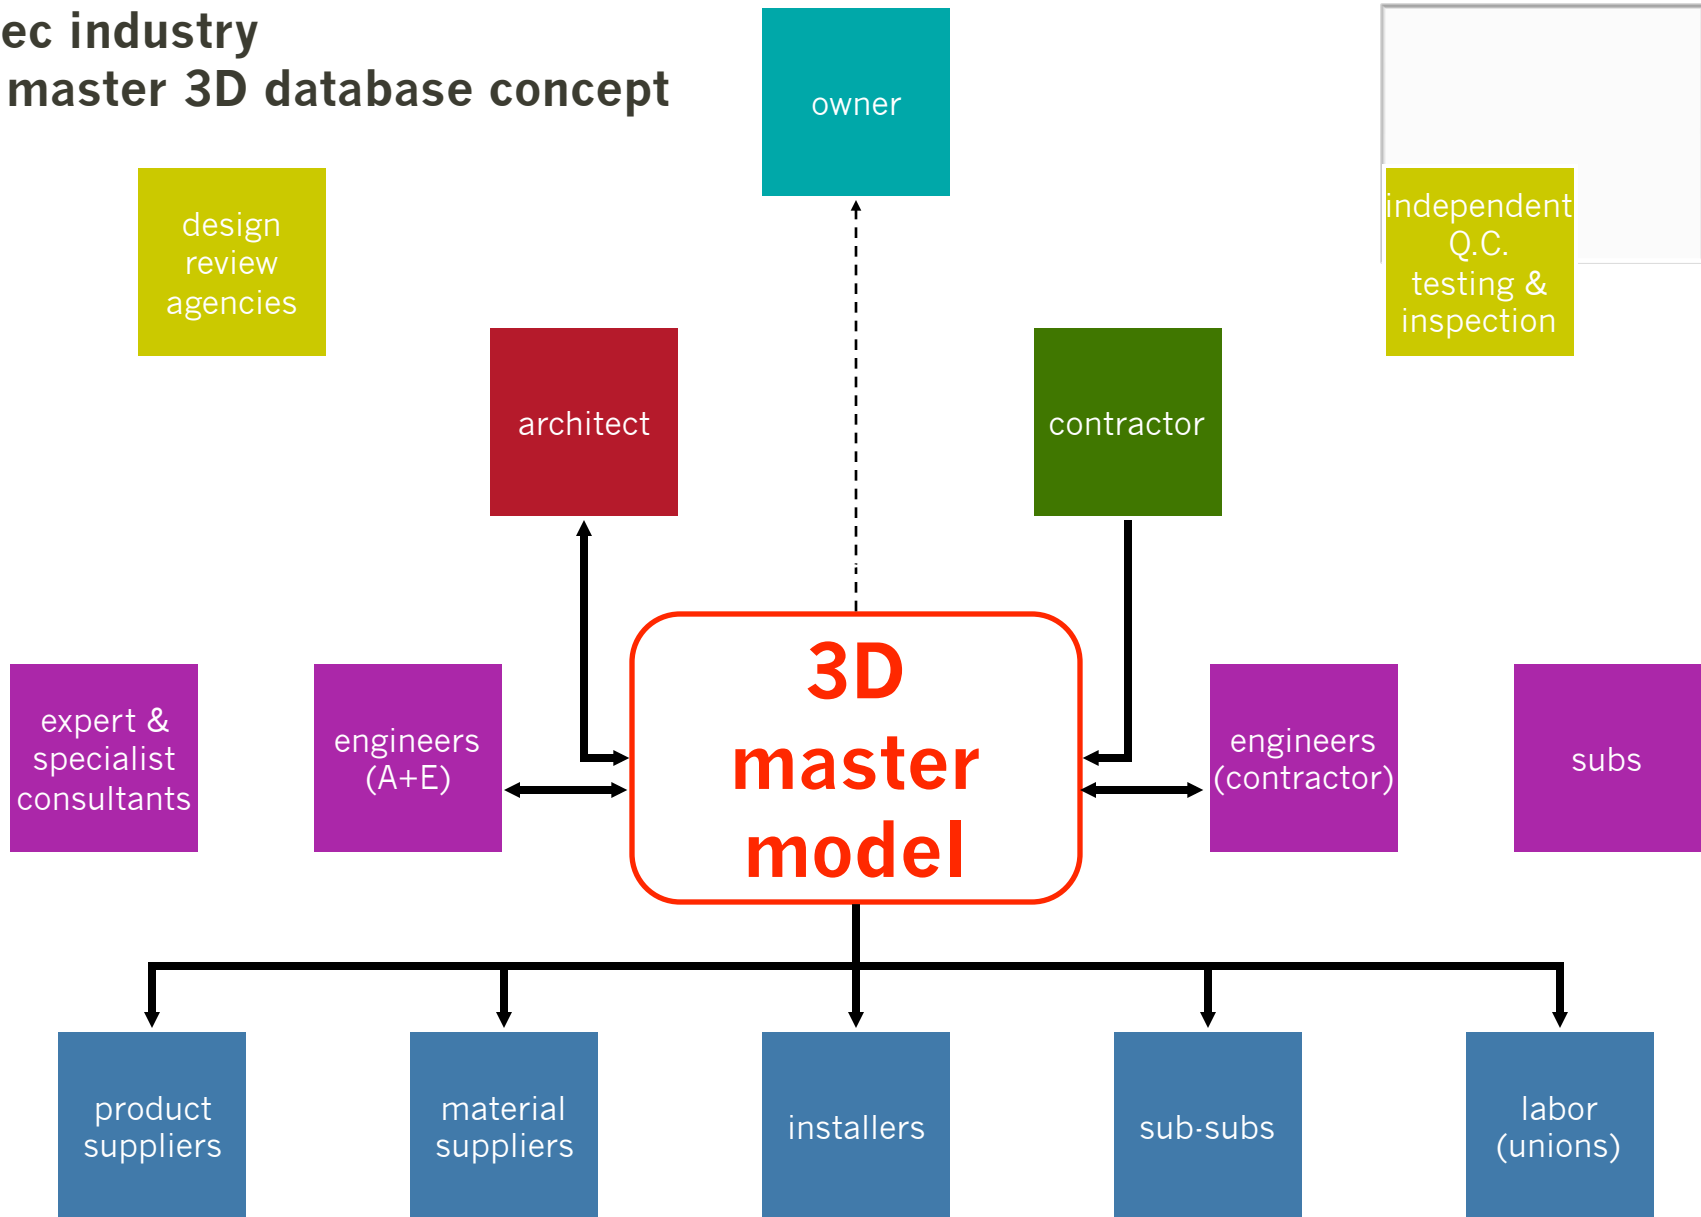 ec industry
master 3D database concept
owner
design
review
agencies
independent
Q.C.
testing &
inspection
architect
contractor
3D
master
model
expert &
specialist
consultants
engineers
(A+E)
engineers
(contractor)
subs
product
suppliers
material
suppliers
installers
sub-subs
labor
(unions)